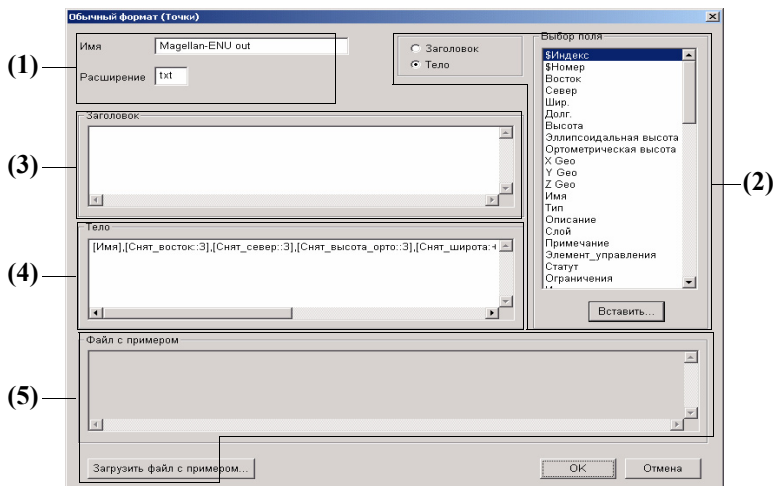 Обычный формат (Точки)
Имя
Magellan-ENU out
Расширение
txt
(1)
Заголовок
Тело
Выбор поля
$Индекс
$Номер
Восток
Север
Шир.
Долг.
Высота
Эллипсоидальная высота
Ортометрическая высота
X Geo
Y Geo
Z Geo
Имя
Тип
Описание
Слой
Примечание
Элемент_управления
Статут
Ограничения
Вставить...
(2)
(3)
Заголовок
(4)
Тело
[Имя],[Снят_восток::3],[Снят_север::3],[Снят_высота_орто::3],[Снят_широта:
(5)
Файл с примером
Загрузить файл с примером...
OK
Отмена